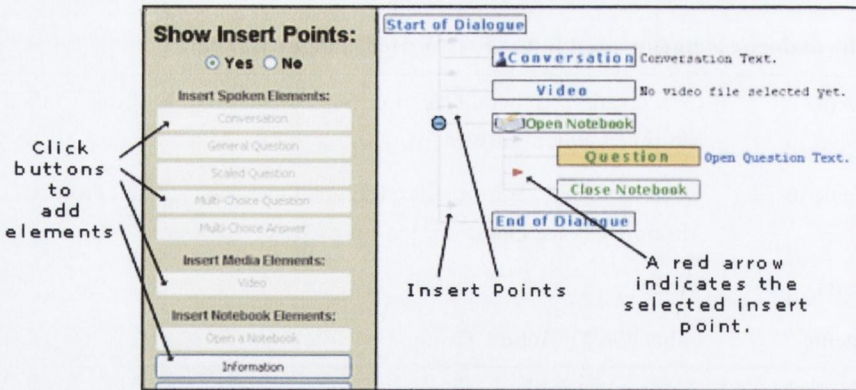 Show Insert Points:
Yes No
Insert Spoken Elements:
Conversation
General Question
Scaled Question
Multi-Choice Question
Multi-Choice Answer
Insert Media Elements:
Video
Insert Notebook Elements:
Open a Notebook
Information
Click
buttons
to
add
elements
Start of Dialogue
Conversation Conversation Text.
Video No video file selected yet.
Open Notebook
Question Open Question Text.
Close Notebook
End of Dialogue
Insert Points
A red arrow
indicates the
selected insert
point.